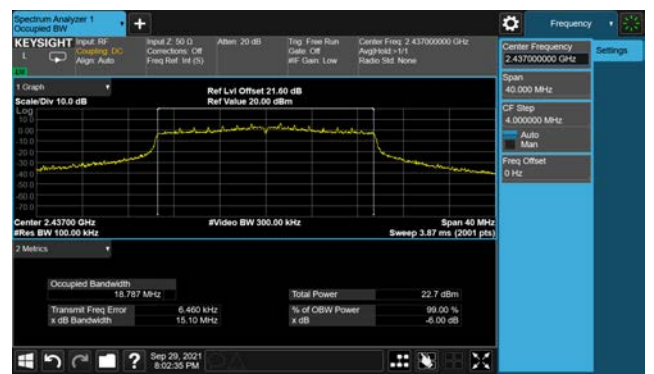 Spectrum Analyzer 1
Occupied BW
Frequency
KEYSIGHT
Input: RF
Coupling: DC
Align: Auto
Input Z: 50 Ω
Corrections: Off
Freq Ref: Int (S)
Atten: 20 dB
Trig: Free Run
Gate: Off
#IF Gain: Low
Center Freq: 2.437000000 GHz
Avg|Hold:>1/1
Radio Std: None
Center Frequency
2.437000000 GHz
Settings
Span
40.000 MHz
CF Step
4.000000 MHz
Auto
Man
Freq Offset
0 Hz
1 Graph
Scale/Div 10.0 dB
Ref Lvl Offset 21.60 dB
Ref Value 20.00 dBm
Log
10.0
0.00
-10.0
-20.0
-30.0
-40.0
-50.0
-60.0
-70.0
Center 2.43700 GHz
#Res BW 100.00 kHz
#Video BW 300.00 kHz
Span 40 MHz
Sweep 3.87 ms (2001 pts)
2 Metrics
Occupied Bandwidth
18.787 MHz
Total Power
22.7 dBm
Transmit Freq Error
6.460 kHz
% of OBW Power
99.00 %
x dB Bandwidth
15.10 MHz
x dB
-6.00 dB
Sep 29, 2021
8:02:35 PM